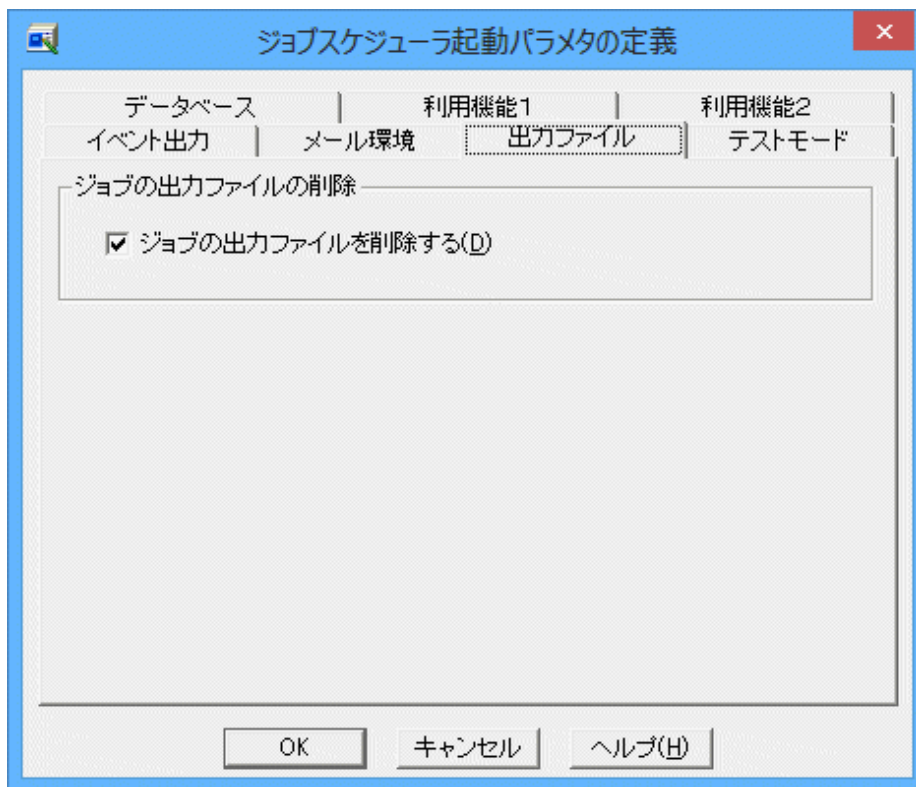 ジョブスケジューラ起動パラメタの定義
データベース 利用機能1 利用機能2
イベント出力 メール環境 出力ファイル テストモード
ジョブの出力ファイルの削除
ジョブの出力ファイルを削除する(D)
OK キャンセル ヘルプ(H)